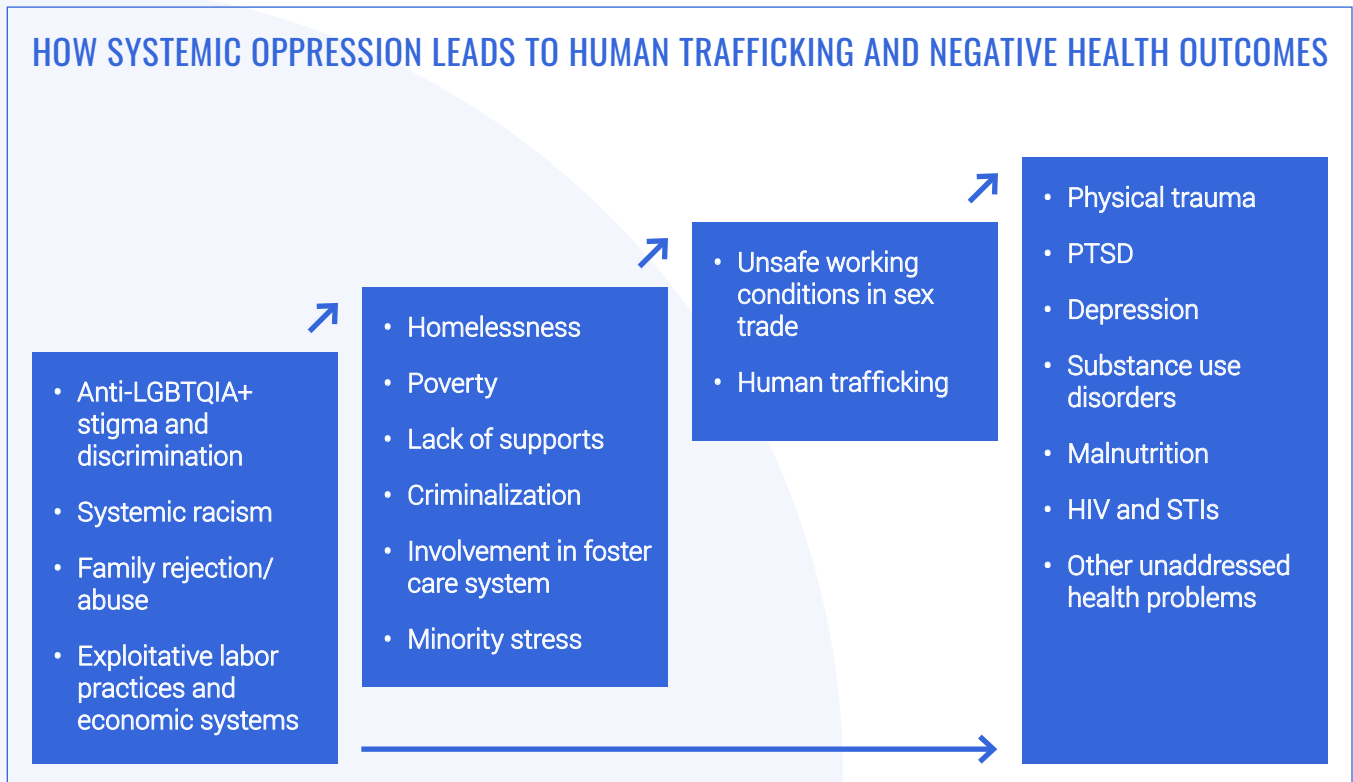 HOW SYSTEMIC OPPRESSION LEADS TO HUMAN TRAFFICKING AND NEGATIVE HEALTH OUTCOMES
• Anti-LGBTQIA+
stigma and
discrimination
• Systemic racism
• Family rejection/
abuse
• Exploitative labor
practices and
economic systems
• Homelessness
• Poverty
• Lack of supports
• Criminalization
• Involvement in foster
care system
• Minority stress
• Unsafe working
conditions in sex
trade
• Human trafficking
• Physical trauma
• PTSD
• Depression
• Substance use
disorders
• Malnutrition
• HIV and STIs
• Other unaddressed
health problems